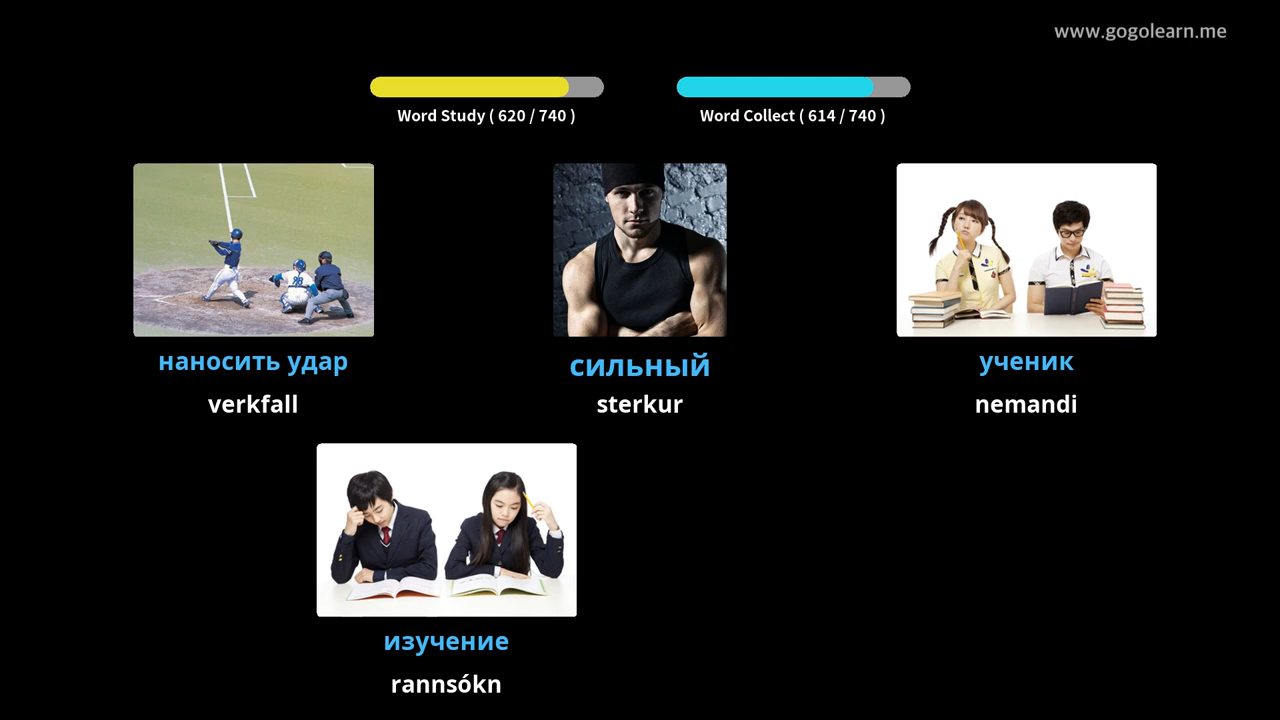 www.gogolearn.me
Word Study ( 620 / 740 )
Word Collect ( 614 / 740 )
наносить удар
сильный
ученик
verkfall
sterkur
nemandi
изучение
rannsókn